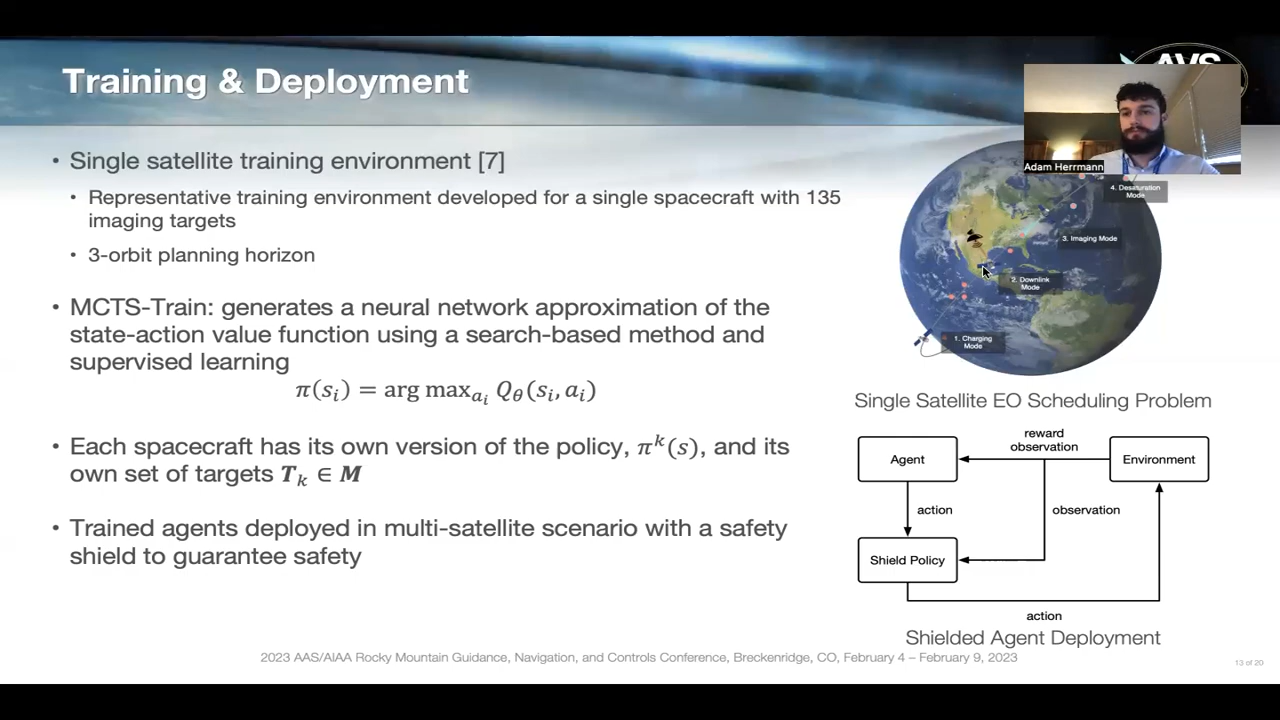 Training & Deployment
AVS
Adam Herrmann
• Single satellite training environment [7]
• Representative training environment developed for a single spacecraft with 135
imaging targets
• 3-orbit planning horizon
• MCTS-Train: generates a neural network approximation of the
state-action value function using a search-based method and
supervised learning
π(sᵢ) = arg max_{aᵢ} Q_θ(sᵢ, aᵢ)
• Each spacecraft has its own version of the policy, πᵏ(s), and its
own set of targets Tₖ ∈ M
• Trained agents deployed in multi-satellite scenario with a safety
shield to guarantee safety
4. Desaturation
Mode
3. Imaging Mode
2. Downlink
Mode
1. Charging
Mode
Single Satellite EO Scheduling Problem
reward
observation
Agent
Environment
action
observation
Shield Policy
action
Shielded Agent Deployment
2023 AAS/AIAA Rocky Mountain Guidance, Navigation, and Controls Conference, Breckenridge, CO, February 4 – February 9, 2023
13 of 20